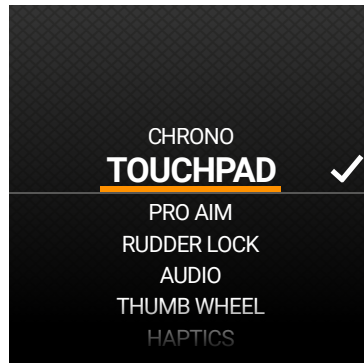 CHRONO
TOUCHPAD
PRO AIM
RUDDER LOCK
AUDIO
THUMB WHEEL
HAPTICS